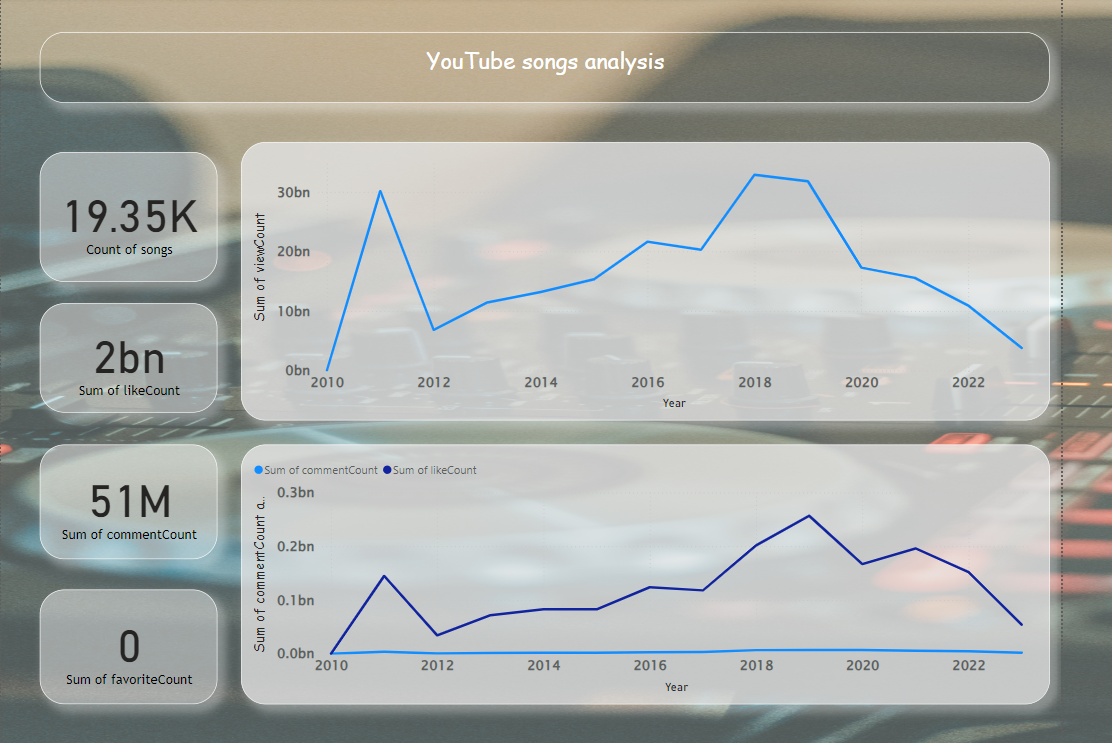 YouTube songs analysis
19.35K
Count of songs
2bn
Sum of likeCount
51M
Sum of commentCount
0
Sum of favoriteCount
Sum of viewCount
30bn
20bn
10bn
0bn
2010 2012 2014 2016 2018 2020 2022
Year
Sum of commentCount Sum of likeCount
Sum of commentCount a..
0.3bn
0.2bn
0.1bn
0.0bn
2010 2012 2014 2016 2018 2020 2022
Year